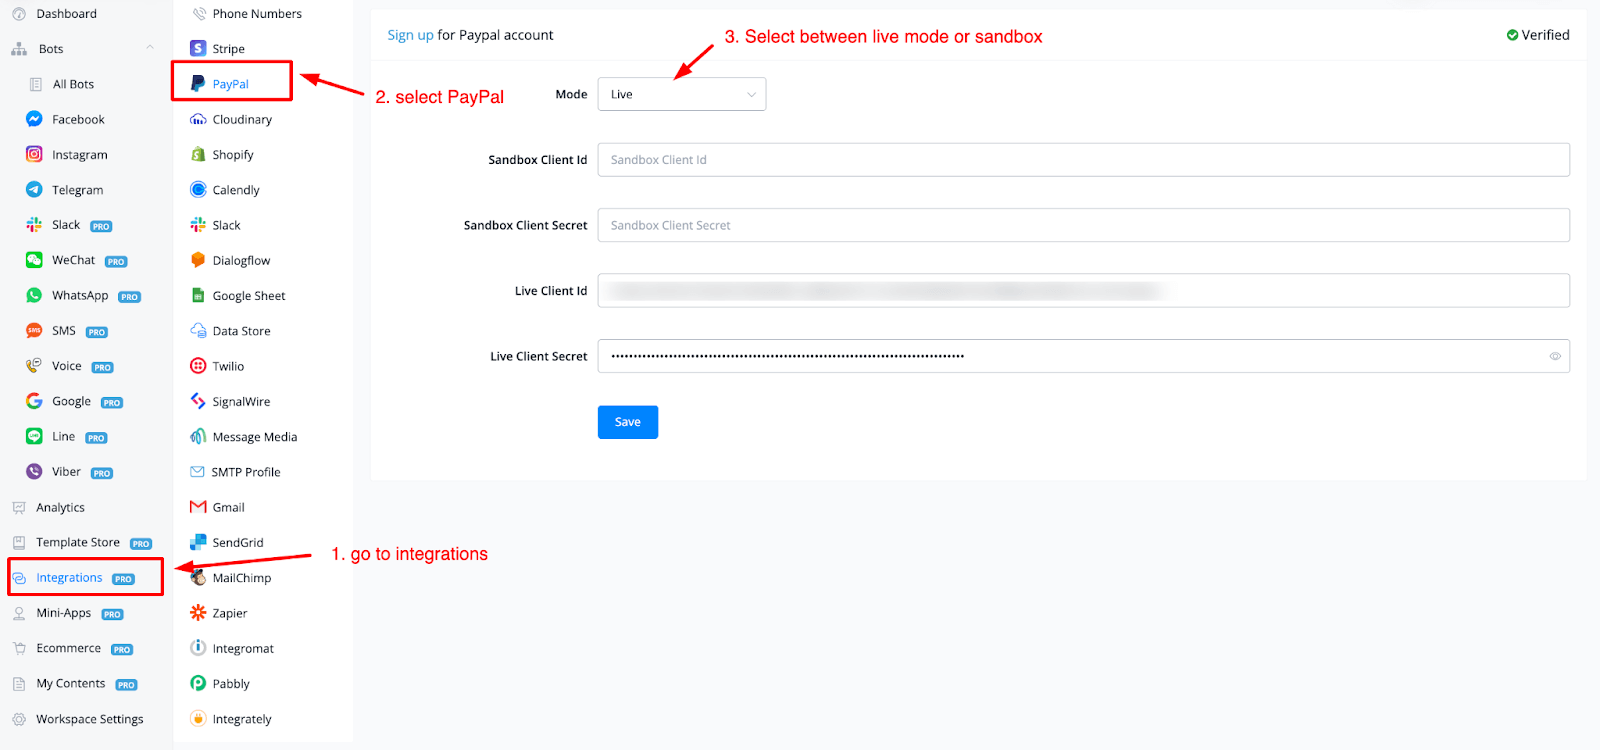 Dashboard
Bots
All Bots
Facebook
Instagram
Telegram
Slack PRO
WeChat PRO
WhatsApp PRO
SMS PRO
Voice PRO
Google PRO
Line PRO
Viber PRO
Analytics
Template Store PRO
Integrations PRO
Mini-Apps PRO
Ecommerce PRO
My Contents PRO
Workspace Settings
Phone Numbers
Stripe
PayPal
Cloudinary
Shopify
Calendly
Slack
Dialogflow
Google Sheet
Data Store
Twilio
SignalWire
Message Media
SMTP Profile
Gmail
SendGrid
MailChimp
Zapier
Integromat
Pabbly
Integrately
1. go to integrations
2. select PayPal
3. Select between live mode or sandbox
Sign up for Paypal account
Verified
Mode Live
Sandbox Client Id Sandbox Client Id
Sandbox Client Secret Sandbox Client Secret
Live Client Id
Live Client Secret
Save